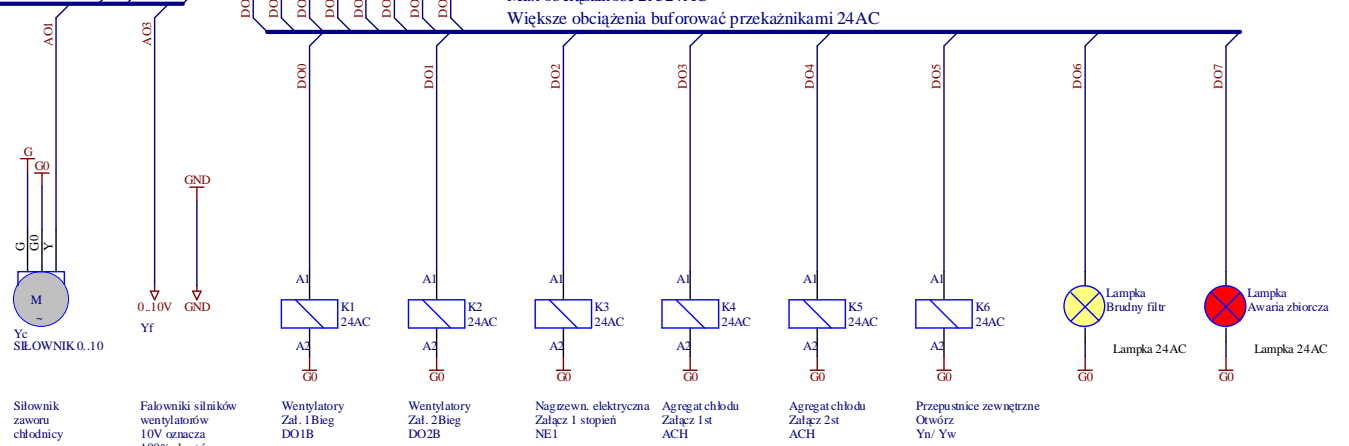 Większe obciążenia buforować przekaźnikami 24AC
AO1
AO3
DO0
DO1
DO2
DO3
DO4
DO5
DO6
DO7
G
G0
GND
G
G0
Y
M
~
Yc
SIŁOWNIK 0..10
0..10V
Yf
GND
A1
K1
24AC
A2
G0
A1
K2
24AC
A2
G0
A1
K3
24AC
A2
G0
A1
K4
24AC
A2
G0
A1
K5
24AC
A2
G0
A1
K6
24AC
A2
G0
Lampka
Brudny filtr
Lampka 24AC
G0
Lampka
Awaria zbiorcza
Lampka 24AC
G0
Siłownik
zaworu
chłodnicy
Falowniki silników
wentylatorów
10V oznacza
Wentylatory
Zał. 1Bieg
DO1B
Wentylatory
Zał. 2Bieg
DO2B
Nagrzewn. elektryczna
Załącz 1 stopień
NE1
Agregat chłodu
Załącz 1st
ACH
Agregat chłodu
Załącz 2st
ACH
Przepustnice zewnętrzne
Otwórz
Yn/ Yw